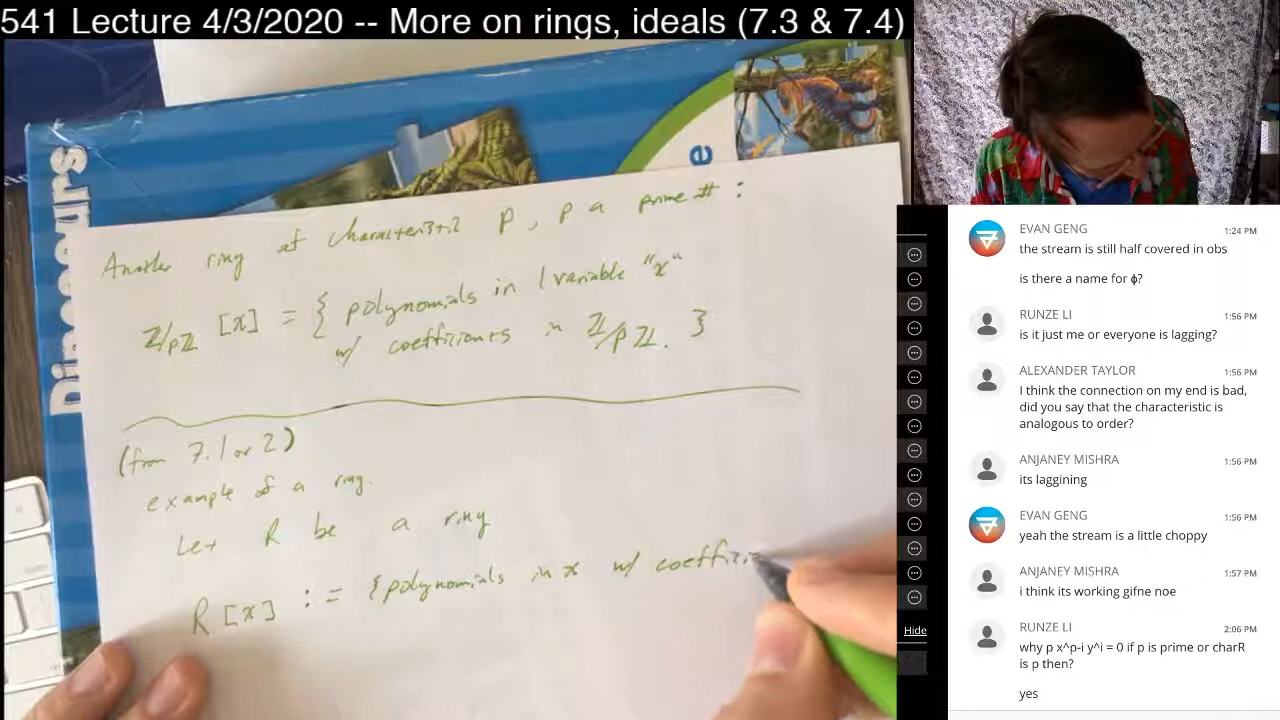 541 Lecture 4/3/2020 -- More on rings, ideals (7.3 & 7.4)
Dinosaurs
e
Another ring of characteristic p, p a prime # :
Z/pZ [x] = { polynomials in 1 variable "x"
w/ coefficients in Z/pZ. }
(from 7.1 or 2)
example of a ring.
Let R be a ring
R[x] := {polynomials in x w/ coeffici
Hide
EVAN GENG 1:24 PM
the stream is still half covered in obs
is there a name for ϕ?
RUNZE LI 1:56 PM
is it just me or everyone is lagging?
ALEXANDER TAYLOR 1:56 PM
I think the connection on my end is bad,
did you say that the characteristic is
analogous to order?
ANJANEY MISHRA 1:56 PM
its laggining
EVAN GENG 1:56 PM
yeah the stream is a little choppy
ANJANEY MISHRA 1:57 PM
i think its working gifne noe
RUNZE LI 2:06 PM
why p x^p-i y^i = 0 if p is prime or charR
is p then?
yes